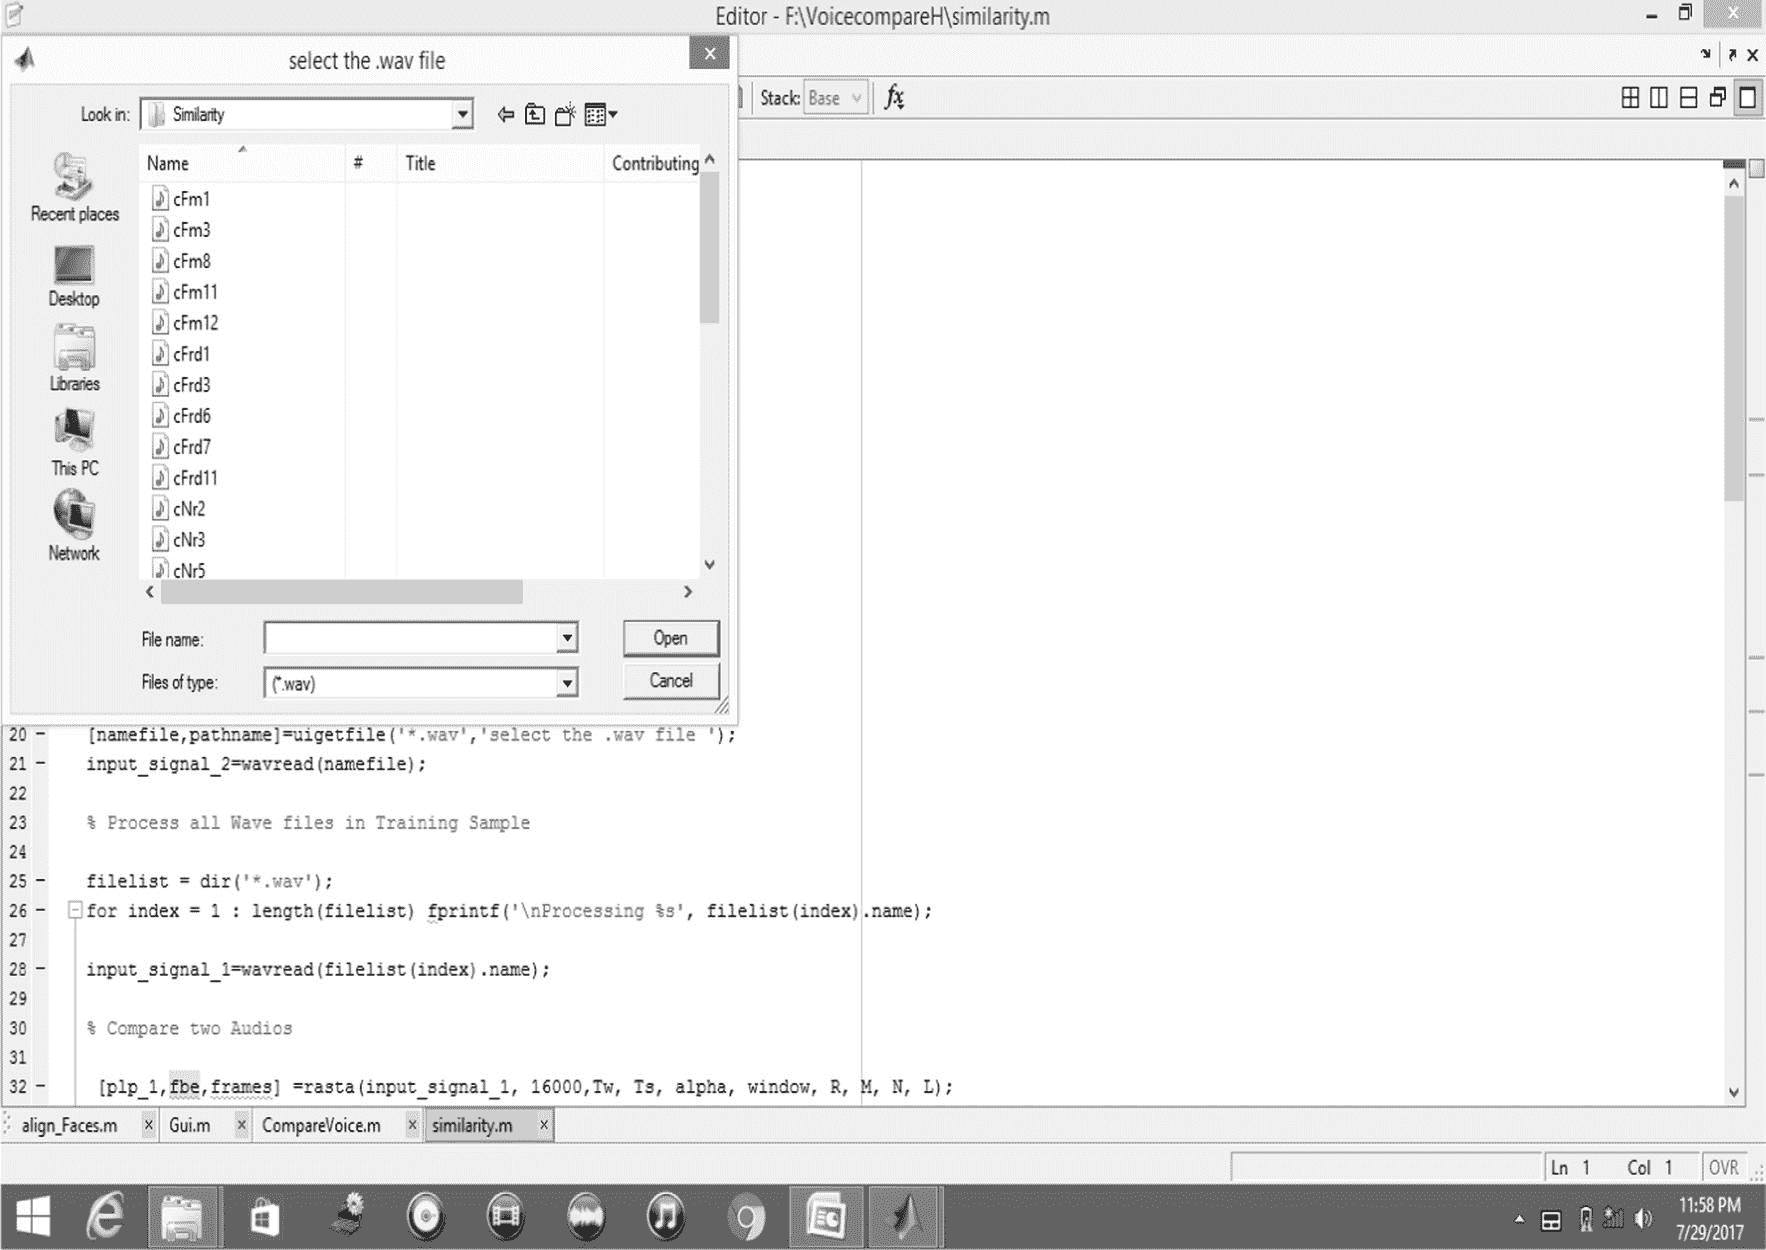 Editor - F:\VoicecompareH\similarity.m
select the .wav file
Look in: Similarity
Stack: Base fx
Name # Title Contributing
Recent places
Desktop
Libraries
This PC
Network
cFm1
cFm3
cFm8
cFm11
cFm12
cFrd1
cFrd3
cFrd6
cFrd7
cFrd11
cNr2
cNr3
cNr5
File name: Open
Files of type: (*.wav) Cancel
20 – [namefile,pathname]=uigetfile('*.wav','select the .wav file ');
21 – input_signal_2=wavread(namefile);
22
23 % Process all Wave files in Training Sample
24
25 – filelist = dir('*.wav');
26 – for index = 1 : length(filelist) fprintf('\nProcessing %s', filelist(index).name);
27
28 – input_signal_1=wavread(filelist(index).name);
29
30 % Compare two Audios
31
32 – [plp_1,fbe,frames] =rasta(input_signal_1, 16000,Tw, Ts, alpha, window, R, M, N, L);
align_Faces.m × Gui.m × CompareVoice.m × similarity.m ×
Ln 1 Col 1 OVR
11:58 PM
7/29/2017